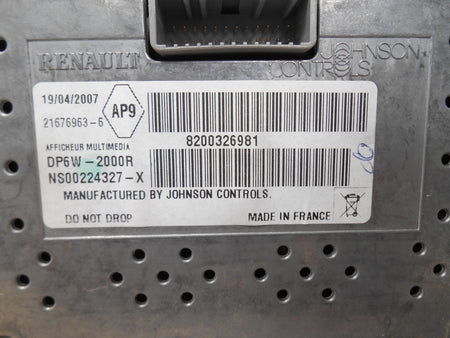 RENAULT
JOHNSON
CONTROLS
19/04/2007
AP9
21676963-6
8200326981
AFFICHEUR MULTIMEDIA
DP6W-2000R
NS00224327-X
MANUFACTURED BY JOHNSON CONTROLS.
DO NOT DROP
MADE IN FRANCE